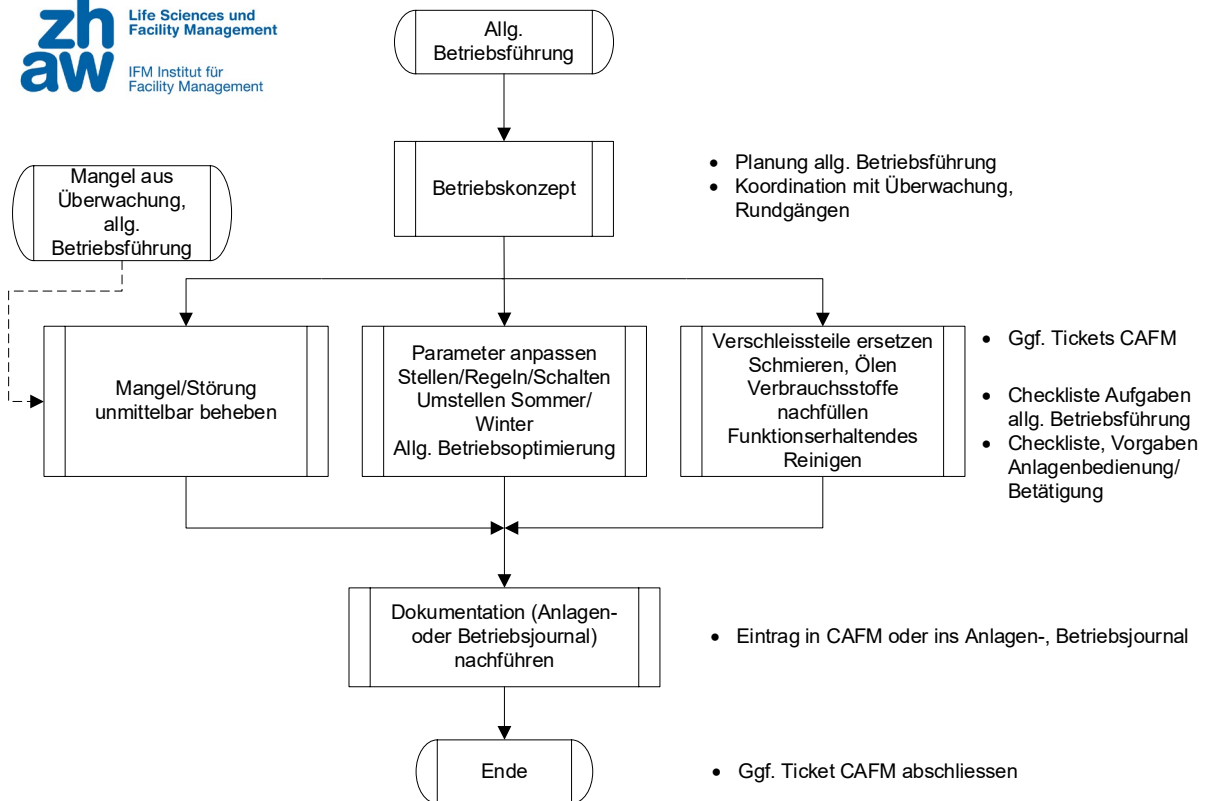 zh
aw
Life Sciences und
Facility Management
IFM Institut für
Facility Management
Allg.
Betriebsführung
Betriebskonzept
• Planung allg. Betriebsführung
• Koordination mit Überwachung,
Rundgängen
Mangel aus
Überwachung,
allg.
Betriebsführung
Mangel/Störung
unmittelbar beheben
Parameter anpassen
Stellen/Regeln/Schalten
Umstellen Sommer/
Winter
Allg. Betriebsoptimierung
Verschleissteile ersetzen
Schmieren, Ölen
Verbrauchsstoffe
nachfüllen
Funktionserhaltendes
Reinigen
• Ggf. Tickets CAFM
• Checkliste Aufgaben
allg. Betriebsführung
• Checkliste, Vorgaben
Anlagenbedienung/
Betätigung
Dokumentation (Anlagen-
oder Betriebsjournal)
nachführen
• Eintrag in CAFM oder ins Anlagen-, Betriebsjournal
Ende
• Ggf. Ticket CAFM abschliessen